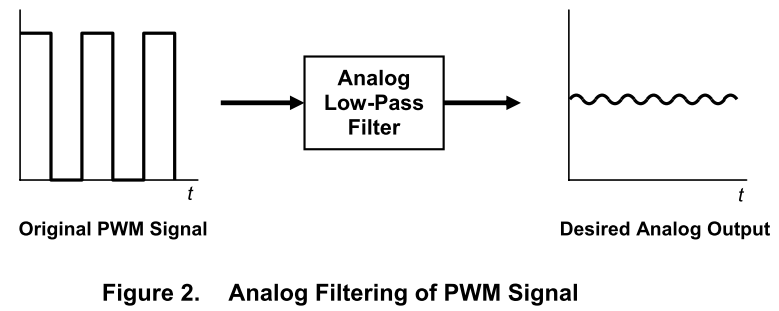 Analog
Low-Pass
Filter
t
t
Original PWM Signal
Desired Analog Output
Figure 2. Analog Filtering of PWM Signal